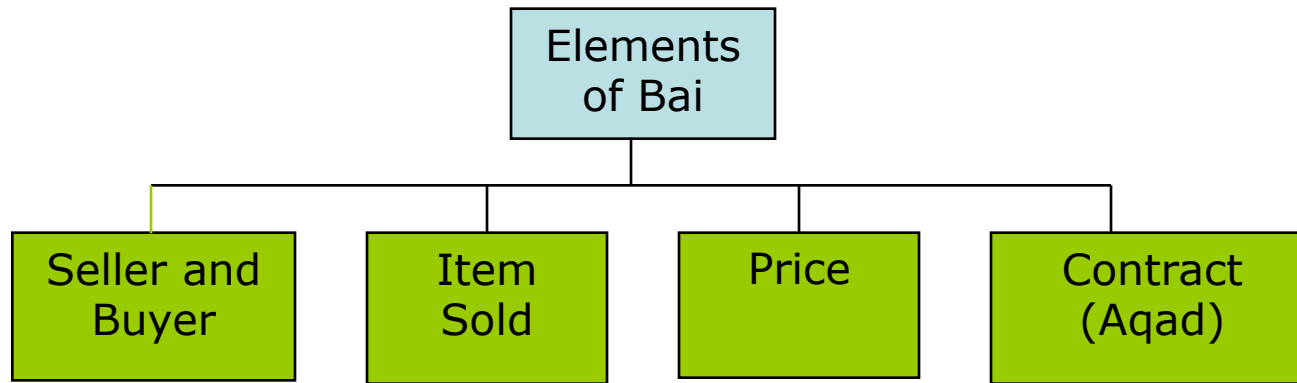 Elements
of Bai
Seller and
Buyer
Item
Sold
Price
Contract
(Aqad)